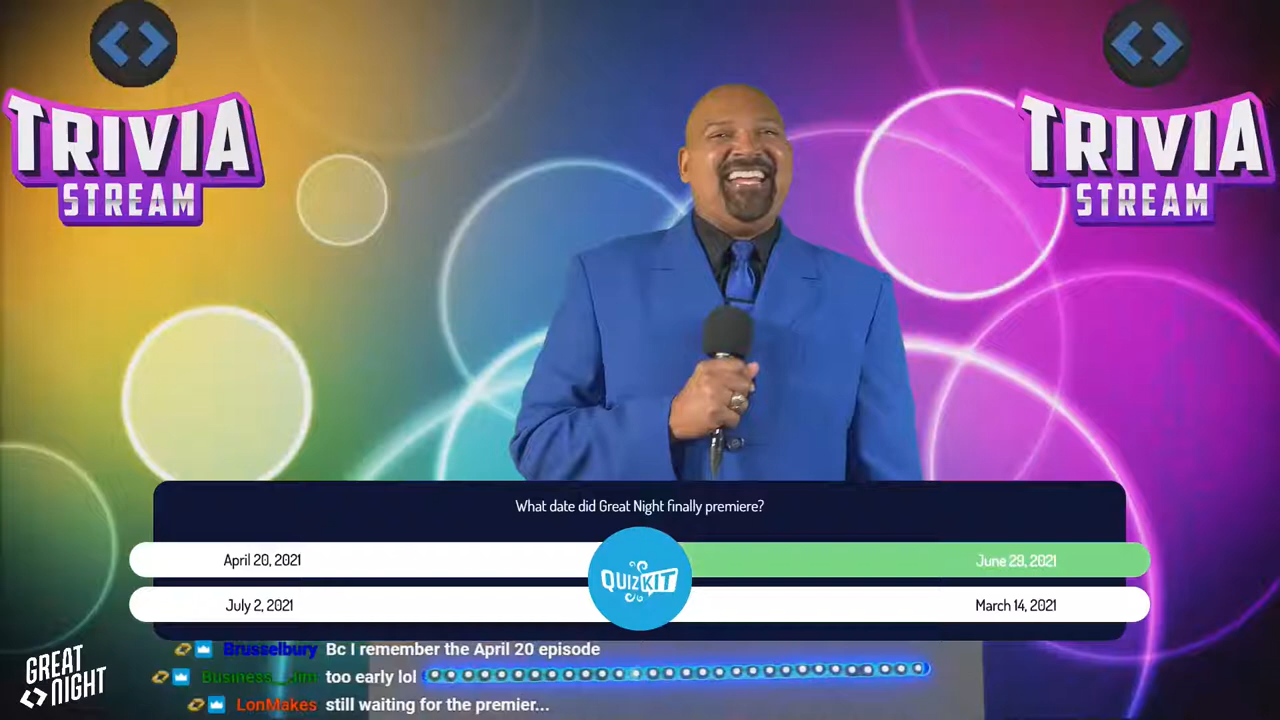 TRIVIA
STREAM
TRIVIA
STREAM
What date did Great Night finally premiere?
April 20, 2021
June 29, 2021
July 2, 2021
March 14, 2021
QUIZKIT
Brusselbury Bc I remember the April 20 episode
Business_Jim too early lol
LonMakes still waiting for the premier...
GREAT
NIGHT